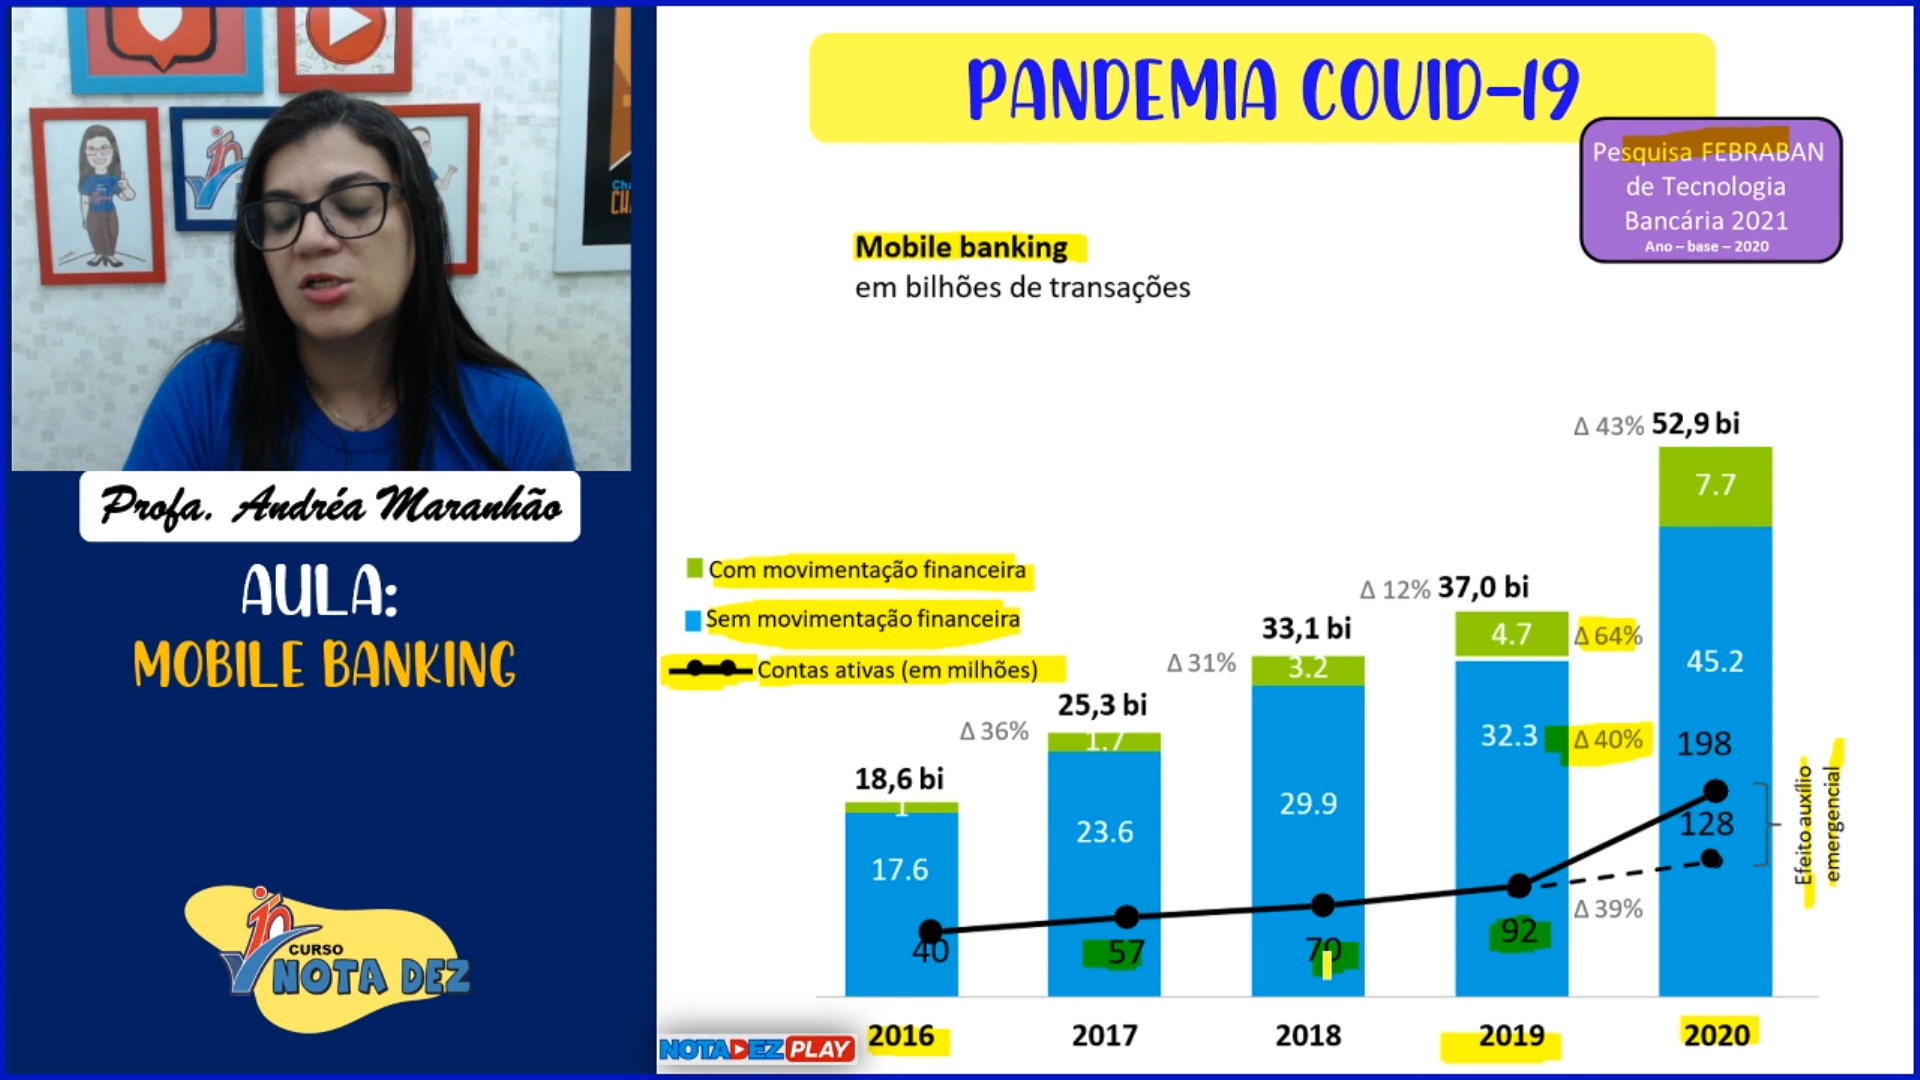 Profa. Andréa Maranhão
AULA:
MOBILE BANKING
CURSO
NOTA DEZ
PANDEMIA COVID-19
Pesquisa FEBRABAN
de Tecnologia
Bancária 2021
Ano – base – 2020
Mobile banking
em bilhões de transações
Com movimentação financeira
Sem movimentação financeira
Contas ativas (em milhões)
18,6 bi
1
17.6
40
Δ 36%
25,3 bi
1.7
23.6
57
Δ 31%
33,1 bi
3.2
29.9
70
Δ 12% 37,0 bi
4.7
32.3
92
Δ 64%
Δ 40%
Δ 39%
Δ 43% 52,9 bi
7.7
45.2
198
128
Efeito auxílio
emergencial
2016
2017
2018
2019
2020
NOTADEZ PLAY